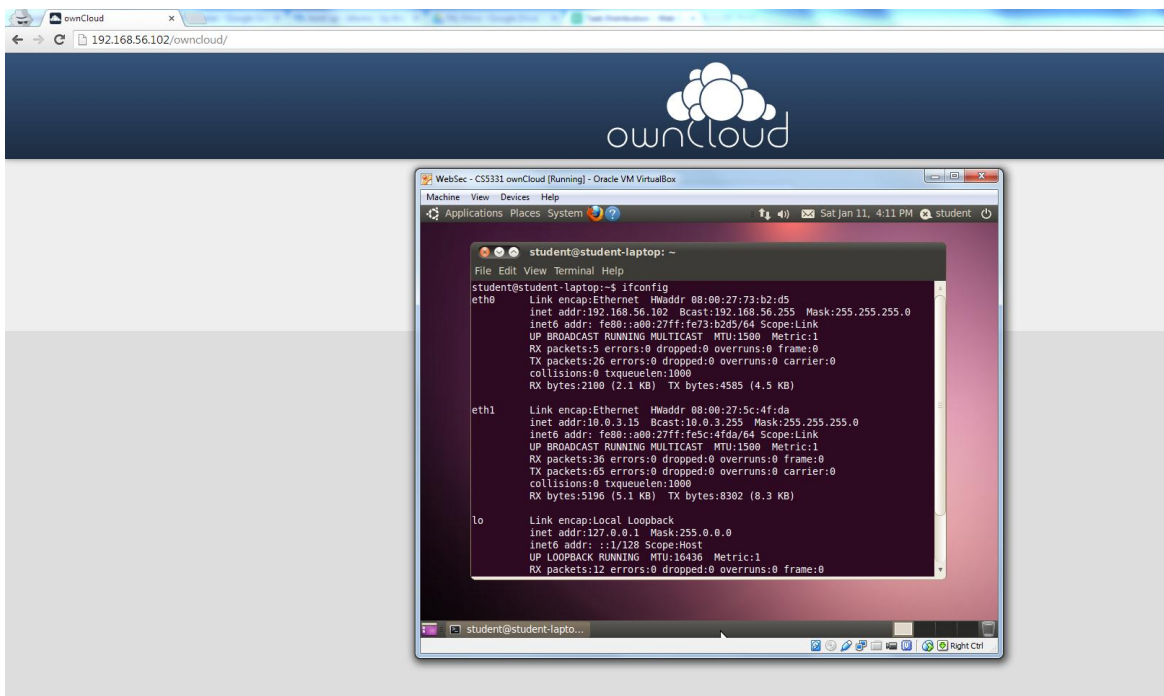 ownCloud
192.168.56.102/owncloud/
ownCloud
WebSec - CS5331 ownCloud [Running] - Oracle VM VirtualBox
Machine View Devices Help
Applications Places System Sat Jan 11, 4:11 PM student
student@student-laptop: ~
File Edit View Terminal Help
student@student-laptop:~$ ifconfig
eth0 Link encap:Ethernet HWaddr 08:00:27:73:b2:d5
inet addr:192.168.56.102 Bcast:192.168.56.255 Mask:255.255.255.0
inet6 addr: fe80::a00:27ff:fe73:b2d5/64 Scope:Link
UP BROADCAST RUNNING MULTICAST MTU:1500 Metric:1
RX packets:5 errors:0 dropped:0 overruns:0 frame:0
TX packets:26 errors:0 dropped:0 overruns:0 carrier:0
collisions:0 txqueuelen:1000
RX bytes:2100 (2.1 KB) TX bytes:4585 (4.5 KB)
eth1 Link encap:Ethernet HWaddr 08:00:27:5c:4f:da
inet addr:10.0.3.15 Bcast:10.0.3.255 Mask:255.255.255.0
inet6 addr: fe80::a00:27ff:fe5c:4fda/64 Scope:Link
UP BROADCAST RUNNING MULTICAST MTU:1500 Metric:1
RX packets:36 errors:0 dropped:0 overruns:0 frame:0
TX packets:65 errors:0 dropped:0 overruns:0 carrier:0
collisions:0 txqueuelen:1000
RX bytes:5196 (5.1 KB) TX bytes:8302 (8.3 KB)
lo Link encap:Local Loopback
inet addr:127.0.0.1 Mask:255.0.0.0
inet6 addr: ::1/128 Scope:Host
UP LOOPBACK RUNNING MTU:16436 Metric:1
RX packets:12 errors:0 dropped:0 overruns:0 frame:0
student@student-lapto...
Right Ctrl